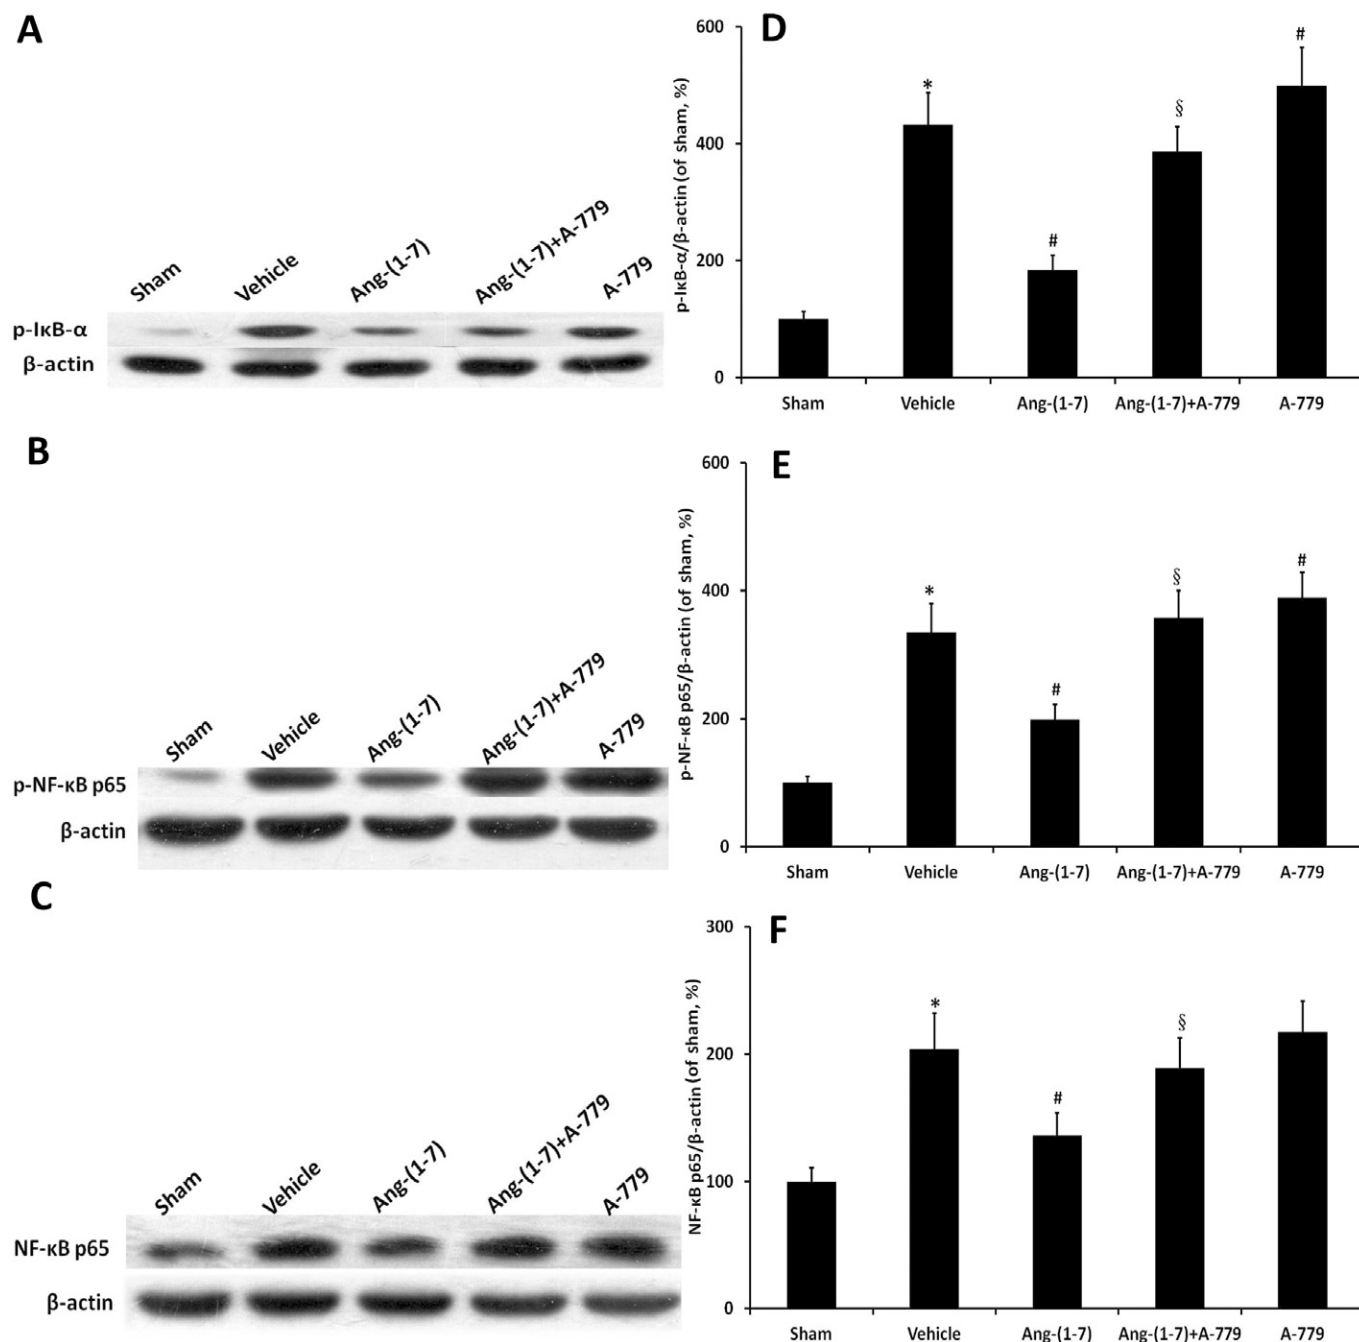 A
Sham
Vehicle
Ang-(1-7)
Ang-(1-7)+A-779
A-779
p-IκB-α
β-actin
D
p-IκB-α/β-actin (of sham, %)
600
400
200
0
*
#
§
#
Sham
Vehicle
Ang-(1-7)
Ang-(1-7)+A-779
A-779
B
Sham
Vehicle
Ang-(1-7)
Ang-(1-7)+A-779
A-779
p-NF-κB p65
β-actin
E
p-NF-κB p65/β-actin (of sham, %)
600
400
200
0
*
#
§
#
Sham
Vehicle
Ang-(1-7)
Ang-(1-7)+A-779
A-779
C
Sham
Vehicle
Ang-(1-7)
Ang-(1-7)+A-779
A-779
NF-κB p65
β-actin
F
NF-κB p65/β-actin (of sham, %)
300
200
100
0
*
#
§
Sham
Vehicle
Ang-(1-7)
Ang-(1-7)+A-779
A-779